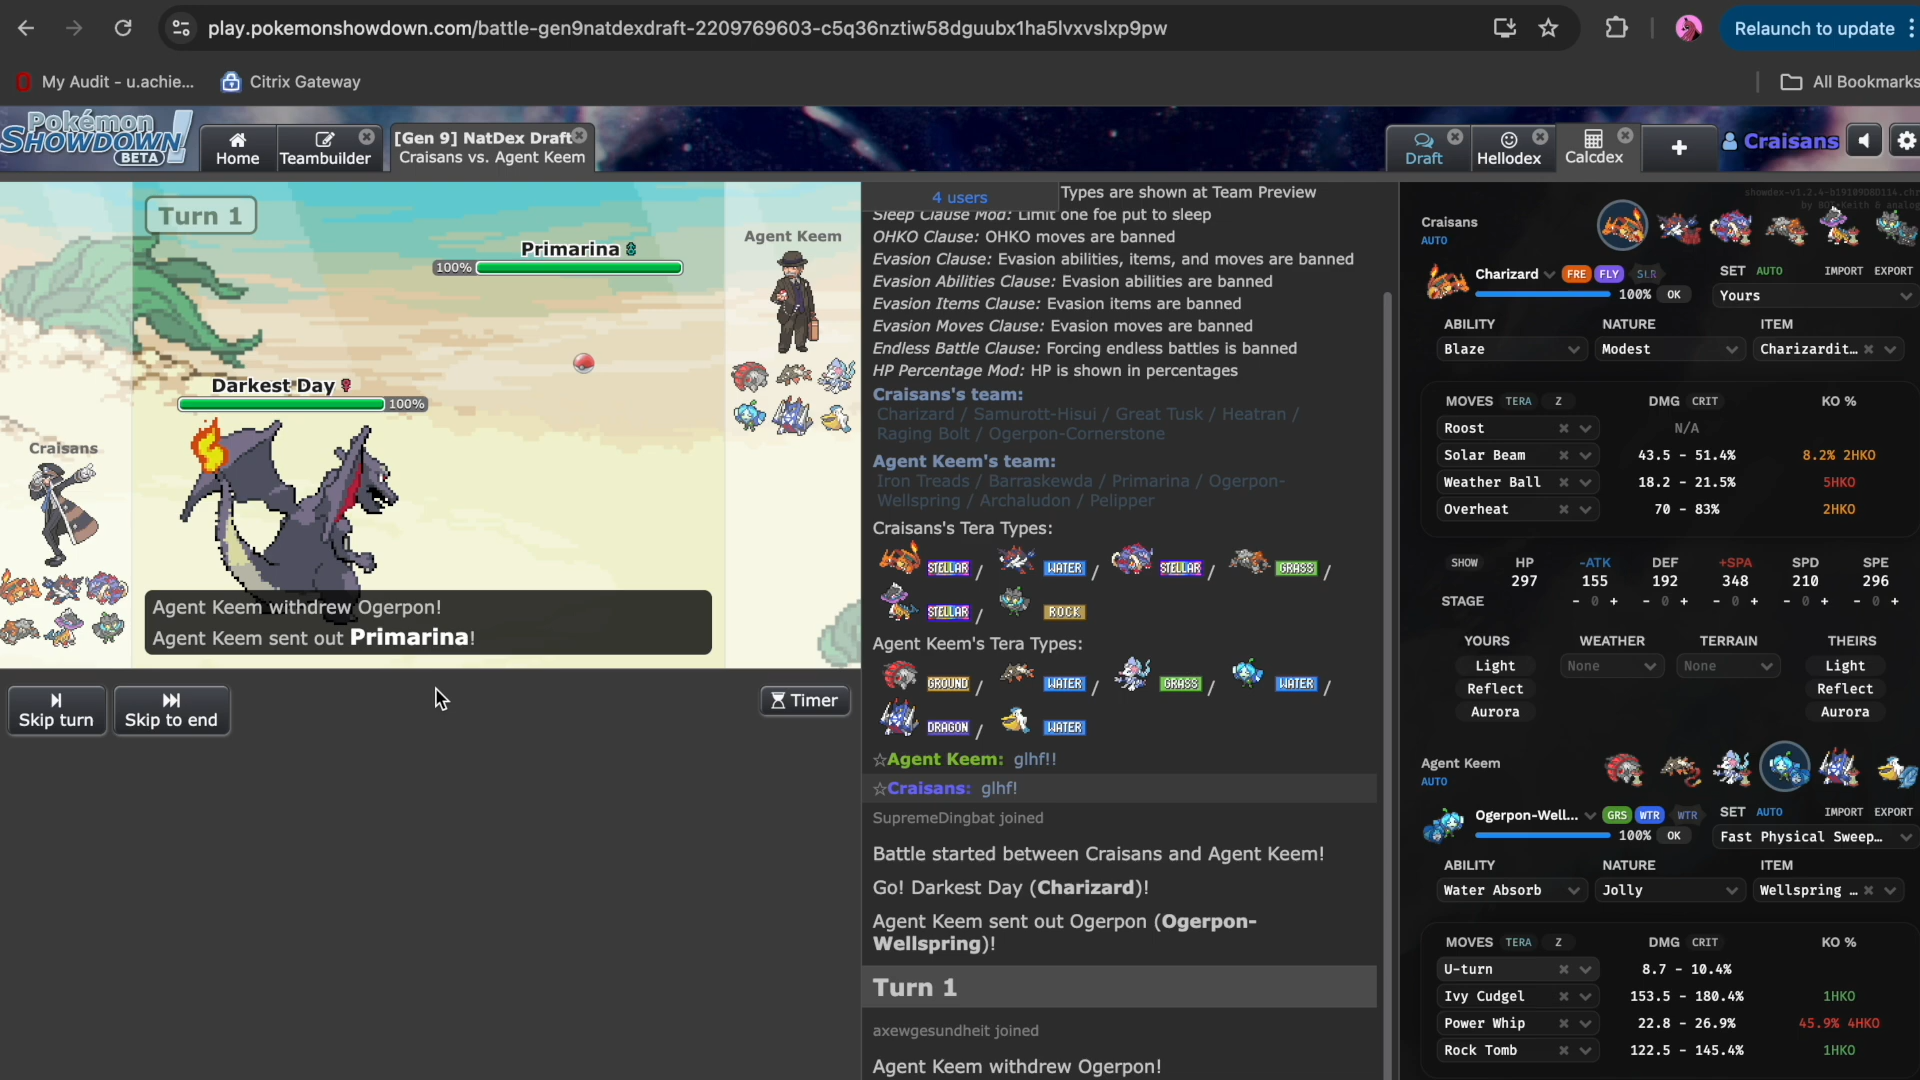 play.pokemonshowdown.com/battle-gen9natdexdraft-2209769603-c5q36nztiw58dguubx1ha5lvxvslxp9pw
Relaunch to update
My Audit - u.achie...
Citrix Gateway
All Bookmarks
Pokémon
SHOWDOWN!
BETA
Home
Teambuilder
[Gen 9] NatDex Draft
Craisans vs. Agent Keem
Draft
Hellodex
Calcdex
+
Craisans
Turn 1
Primarina
100%
Agent Keem
Darkest Day
100%
Craisans
Agent Keem withdrew Ogerpon!
Agent Keem sent out Primarina!
Skip turn
Skip to end
Timer
4 users
Types are shown at Team Preview
Sleep Clause Mod: Limit one foe put to sleep
OHKO Clause: OHKO moves are banned
Evasion Clause: Evasion abilities, items, and moves are banned
Evasion Abilities Clause: Evasion abilities are banned
Evasion Items Clause: Evasion items are banned
Evasion Moves Clause: Evasion moves are banned
Endless Battle Clause: Forcing endless battles is banned
HP Percentage Mod: HP is shown in percentages
Craisans's team:
Charizard / Samurott-Hisui / Great Tusk / Heatran /
Raging Bolt / Ogerpon-Cornerstone
Agent Keem's team:
Iron Treads / Barraskewda / Primarina / Ogerpon-
Wellspring / Archaludon / Pelipper
Craisans's Tera Types:
STELLAR / WATER / STELLAR / GRASS /
STELLAR / ROCK
Agent Keem's Tera Types:
GROUND / WATER / GRASS / WATER /
DRAGON / WATER
☆Agent Keem: glhf!!
☆Craisans: glhf!
SupremeDingbat joined
Battle started between Craisans and Agent Keem!
Go! Darkest Day (Charizard)!
Agent Keem sent out Ogerpon (Ogerpon-
Wellspring)!
Turn 1
axewgesundheit joined
Agent Keem withdrew Ogerpon!
Craisans
AUTO
Charizard FRE FLY SLR
100% OK
SET AUTO IMPORT EXPORT
Yours
ABILITY NATURE ITEM
Blaze Modest Charizardit...
MOVES TERA Z DMG CRIT KO %
Roost N/A
Solar Beam 43.5 - 51.4% 8.2% 2HKO
Weather Ball 18.2 - 21.5% 5HKO
Overheat 70 - 83% 2HKO
SHOW HP -ATK DEF +SPA SPD SPE
297 155 192 348 210 296
STAGE - 0 + - 0 + - 0 + - 0 + - 0 +
YOURS WEATHER TERRAIN THEIRS
Light None None Light
Reflect Reflect
Aurora Aurora
Agent Keem
AUTO
Ogerpon-Well... GRS WTR WTR
100% OK
SET AUTO IMPORT EXPORT
Fast Physical Sweep...
ABILITY NATURE ITEM
Water Absorb Jolly Wellspring ...
MOVES TERA Z DMG CRIT KO %
U-turn 8.7 - 10.4%
Ivy Cudgel 153.5 - 180.4% 1HKO
Power Whip 22.8 - 26.9% 45.9% 4HKO
Rock Tomb 122.5 - 145.4% 1HKO